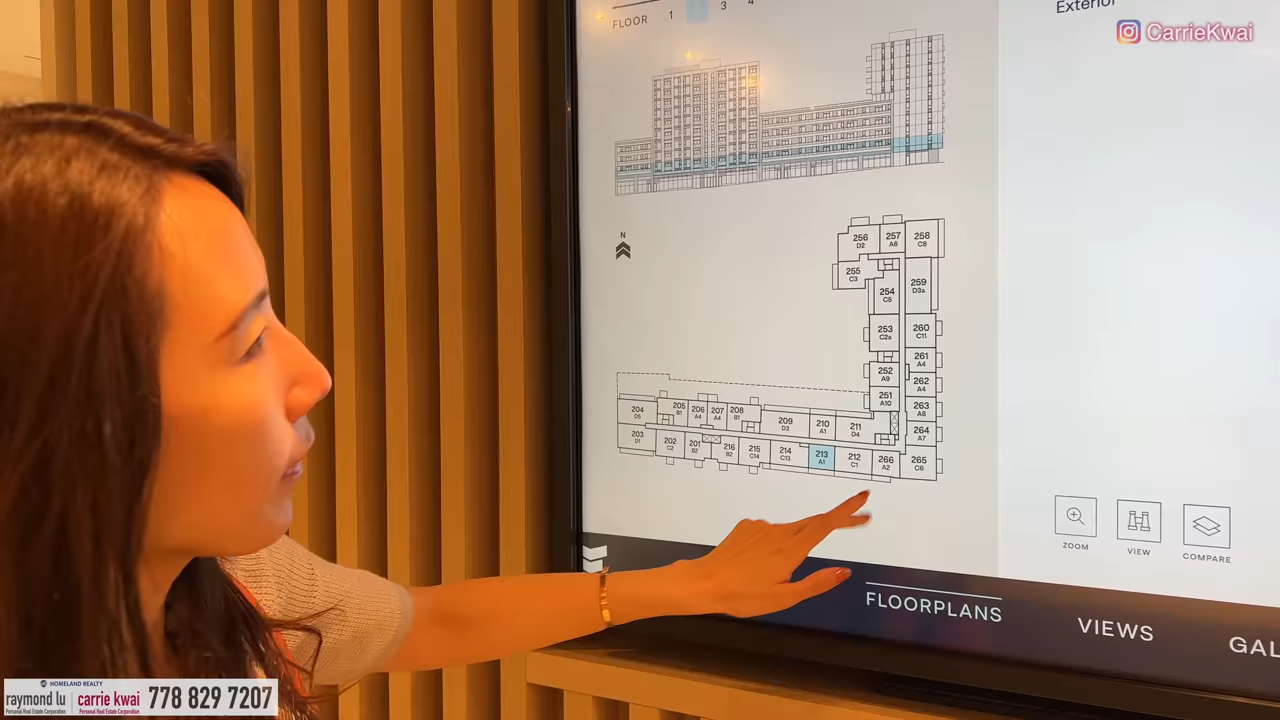 FLOOR 1 3 4
Exterior
CarrieKwai
N
256
D2
257
A6
258
C8
255
C3
254
C5
259
D3a
253
C2a
260
C11
261
A4
252
A9
262
A4
251
A10
263
A8
264
A7
204
D5
205
B1
206
A4
207
A4
208
B1
209
D3
210
A1
211
D4
203
D1
202
C2
201
B2
216
B2
215
C14
214
C13
213
A1
212
C1
266
A2
265
C6
ZOOM
VIEW
COMPARE
FLOORPLANS
VIEWS
GAL
HOMELAND REALTY
raymond lu
Personal Real Estate Corporation
carrie kwai
Personal Real Estate Corporation
778 829 7207